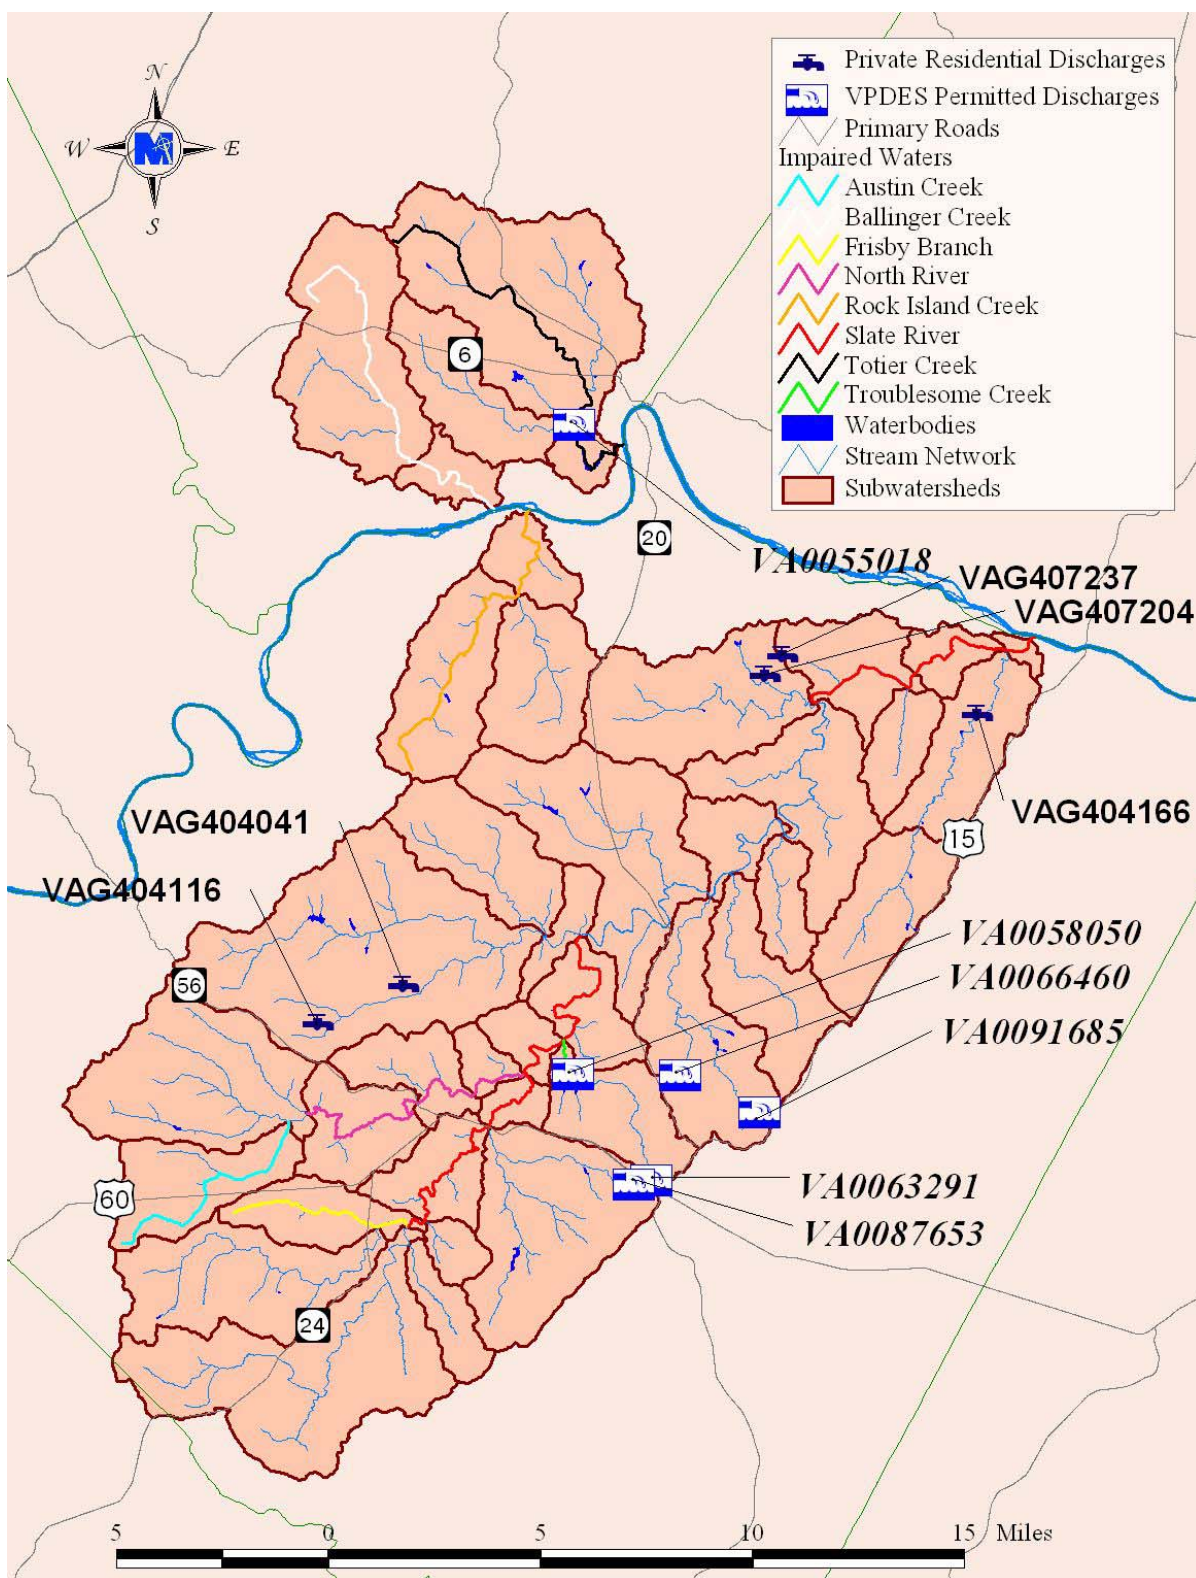 N
W E
S
Private Residential Discharges
VPDES Permitted Discharges
Primary Roads
Impaired Waters
Austin Creek
Ballinger Creek
Frisby Branch
North River
Rock Island Creek
Slate River
Totier Creek
Troublesome Creek
Waterbodies
Stream Network
Subwatersheds
6
20
VA0055018
VAG407237
VAG407204
VAG404041
VAG404166
15
VAG404116
VA0058050
VA0066460
56
VA0091685
VA0063291
60
VA0087653
24
5 0 5 10 15 Miles